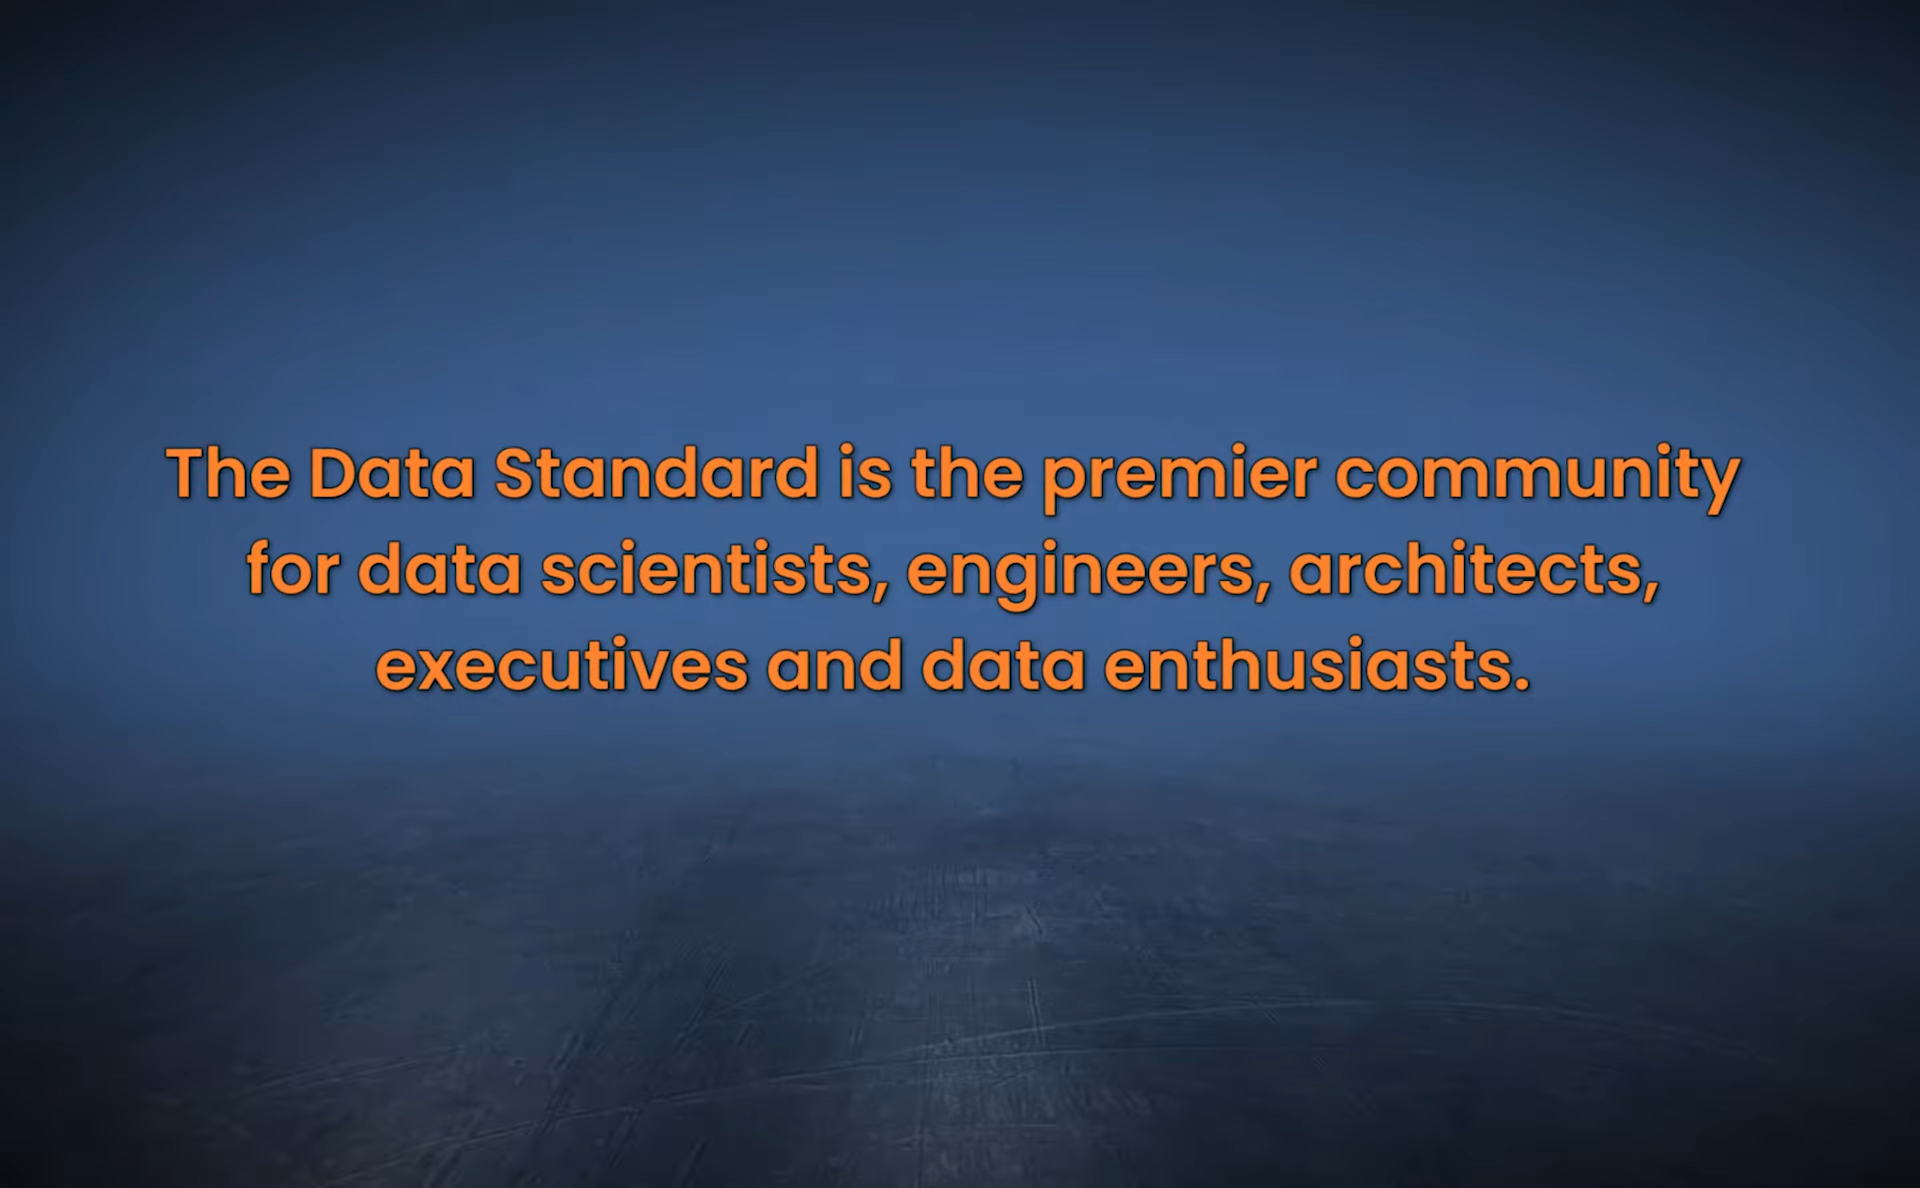 The Data Standard is the premier community
for data scientists, engineers, architects,
executives and data enthusiasts.